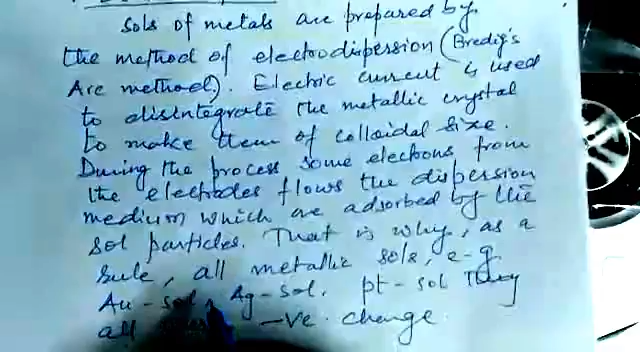 Sols of metals are prepared by
the method of electrodispersion (Bredig's
Arc method). Electric current is used
to disintegrate the metallic crystal
to make them of colloidal size.
During the process some electrons from
the electrodes flows the dispersion
medium which are adsorbed by the
sol particles. That is why, as a
rule, all metallic sols, e-g.
Au-sol, Ag-sol, pt-sol They
all -ve charge